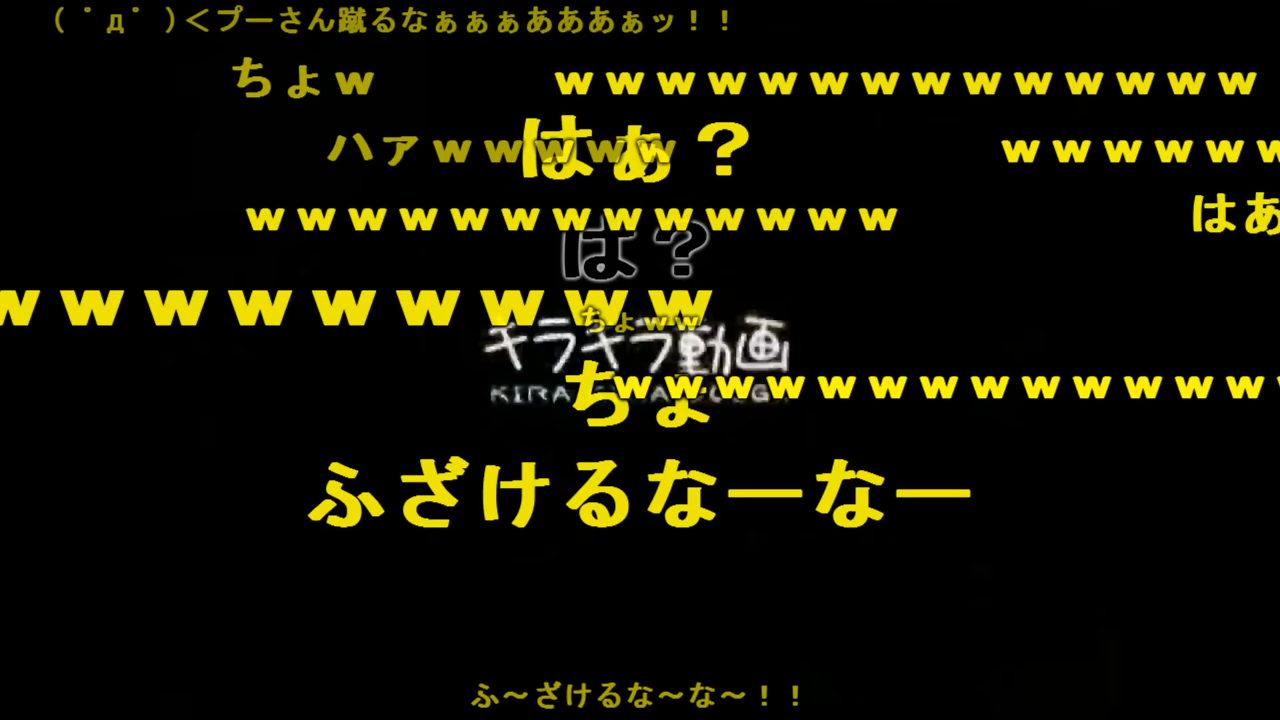 ( ﾟдﾟ)＜プーさん蹴るなぁぁぁあああぁッ！！
ちょｗ
ｗｗｗｗｗｗｗｗｗｗｗｗｗｗ
はぁ？
ハァｗｗｗｗｗ
ｗｗｗｗｗｗ
ｗｗｗｗｗｗｗｗｗｗｗｗｗ
はあ
は？
ｗｗｗｗｗｗｗｗｗ
ちょｗｗ
キラキラ動画
ｗｗｗｗｗｗｗｗｗｗｗｗｗ
ちょ
ふざけるなーなー
ふ～ざけるな～な～！！